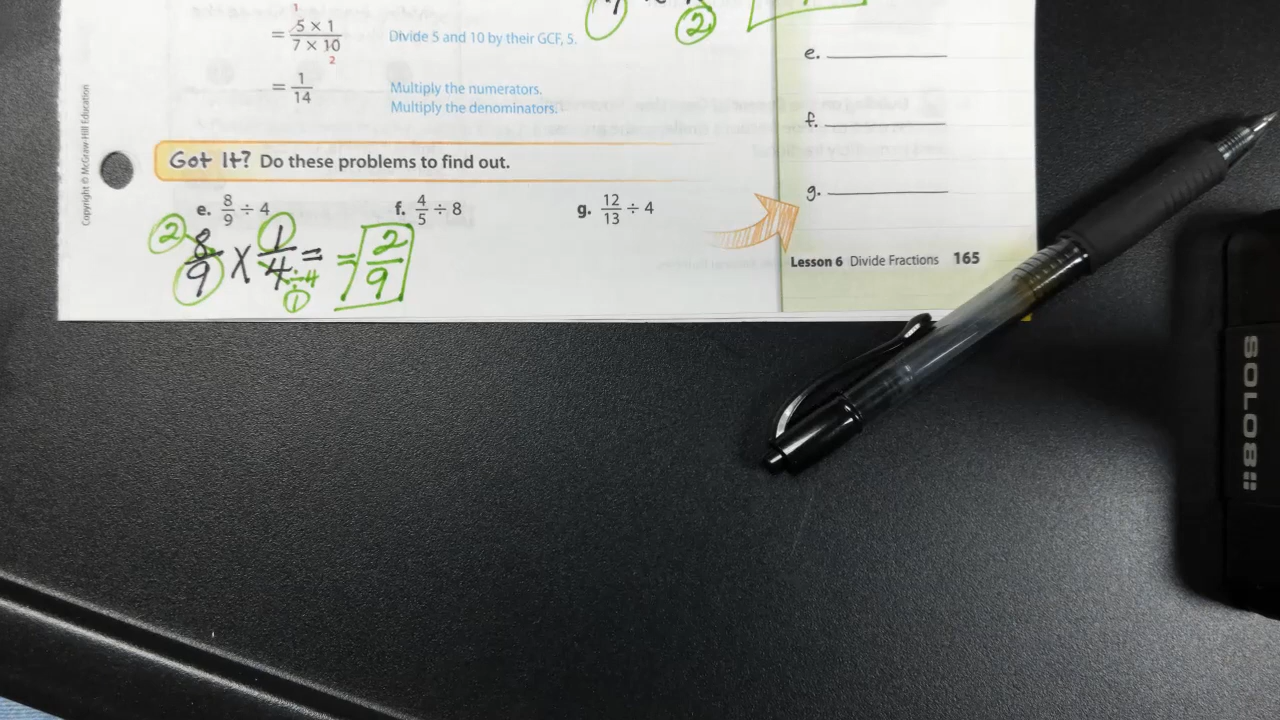 = 5 × 1 / 7 × 10
1
2
Divide 5 and 10 by their GCF, 5.
= 1/14
Multiply the numerators.
Multiply the denominators.
2
e.
f.
g.
Copyright © McGraw-Hill Education
Got It? Do these problems to find out.
e. 8/9 ÷ 4
f. 4/5 ÷ 8
g. 12/13 ÷ 4
2 8/9 X 1/4 = = 2/9
÷4
1
Lesson 6 Divide Fractions 165
SOLO8